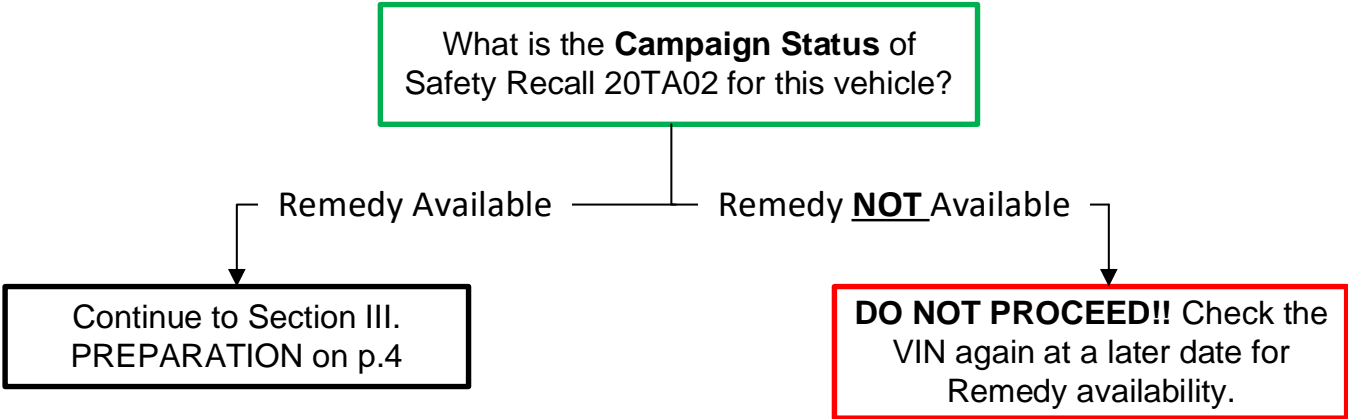 What is the Campaign Status of
Safety Recall 20TA02 for this vehicle?
Remedy Available
Remedy NOT Available
Continue to Section III.
PREPARATION on p.4
DO NOT PROCEED!! Check the
VIN again at a later date for
Remedy availability.